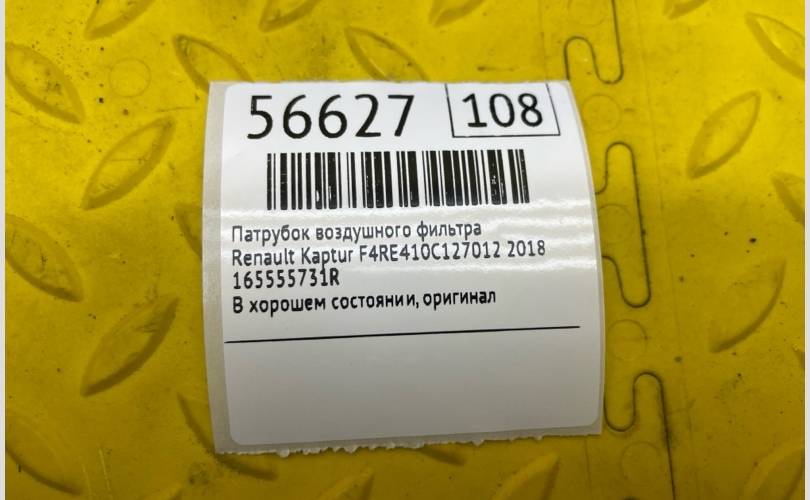 56627 108
Патрубок воздушного фильтра
Renault Kaptur F4RE410C127012 2018
165555731R
В хорошем состоянии, оригинал